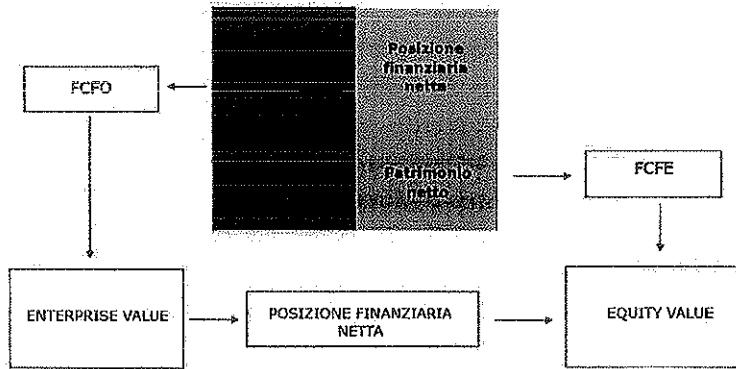 Posizione
finanziaria
netta
FCFO
Patrimonio
netto
FCFE
ENTERPRISE VALUE
POSIZIONE FINANZIARIA
NETTA
EQUITY VALUE